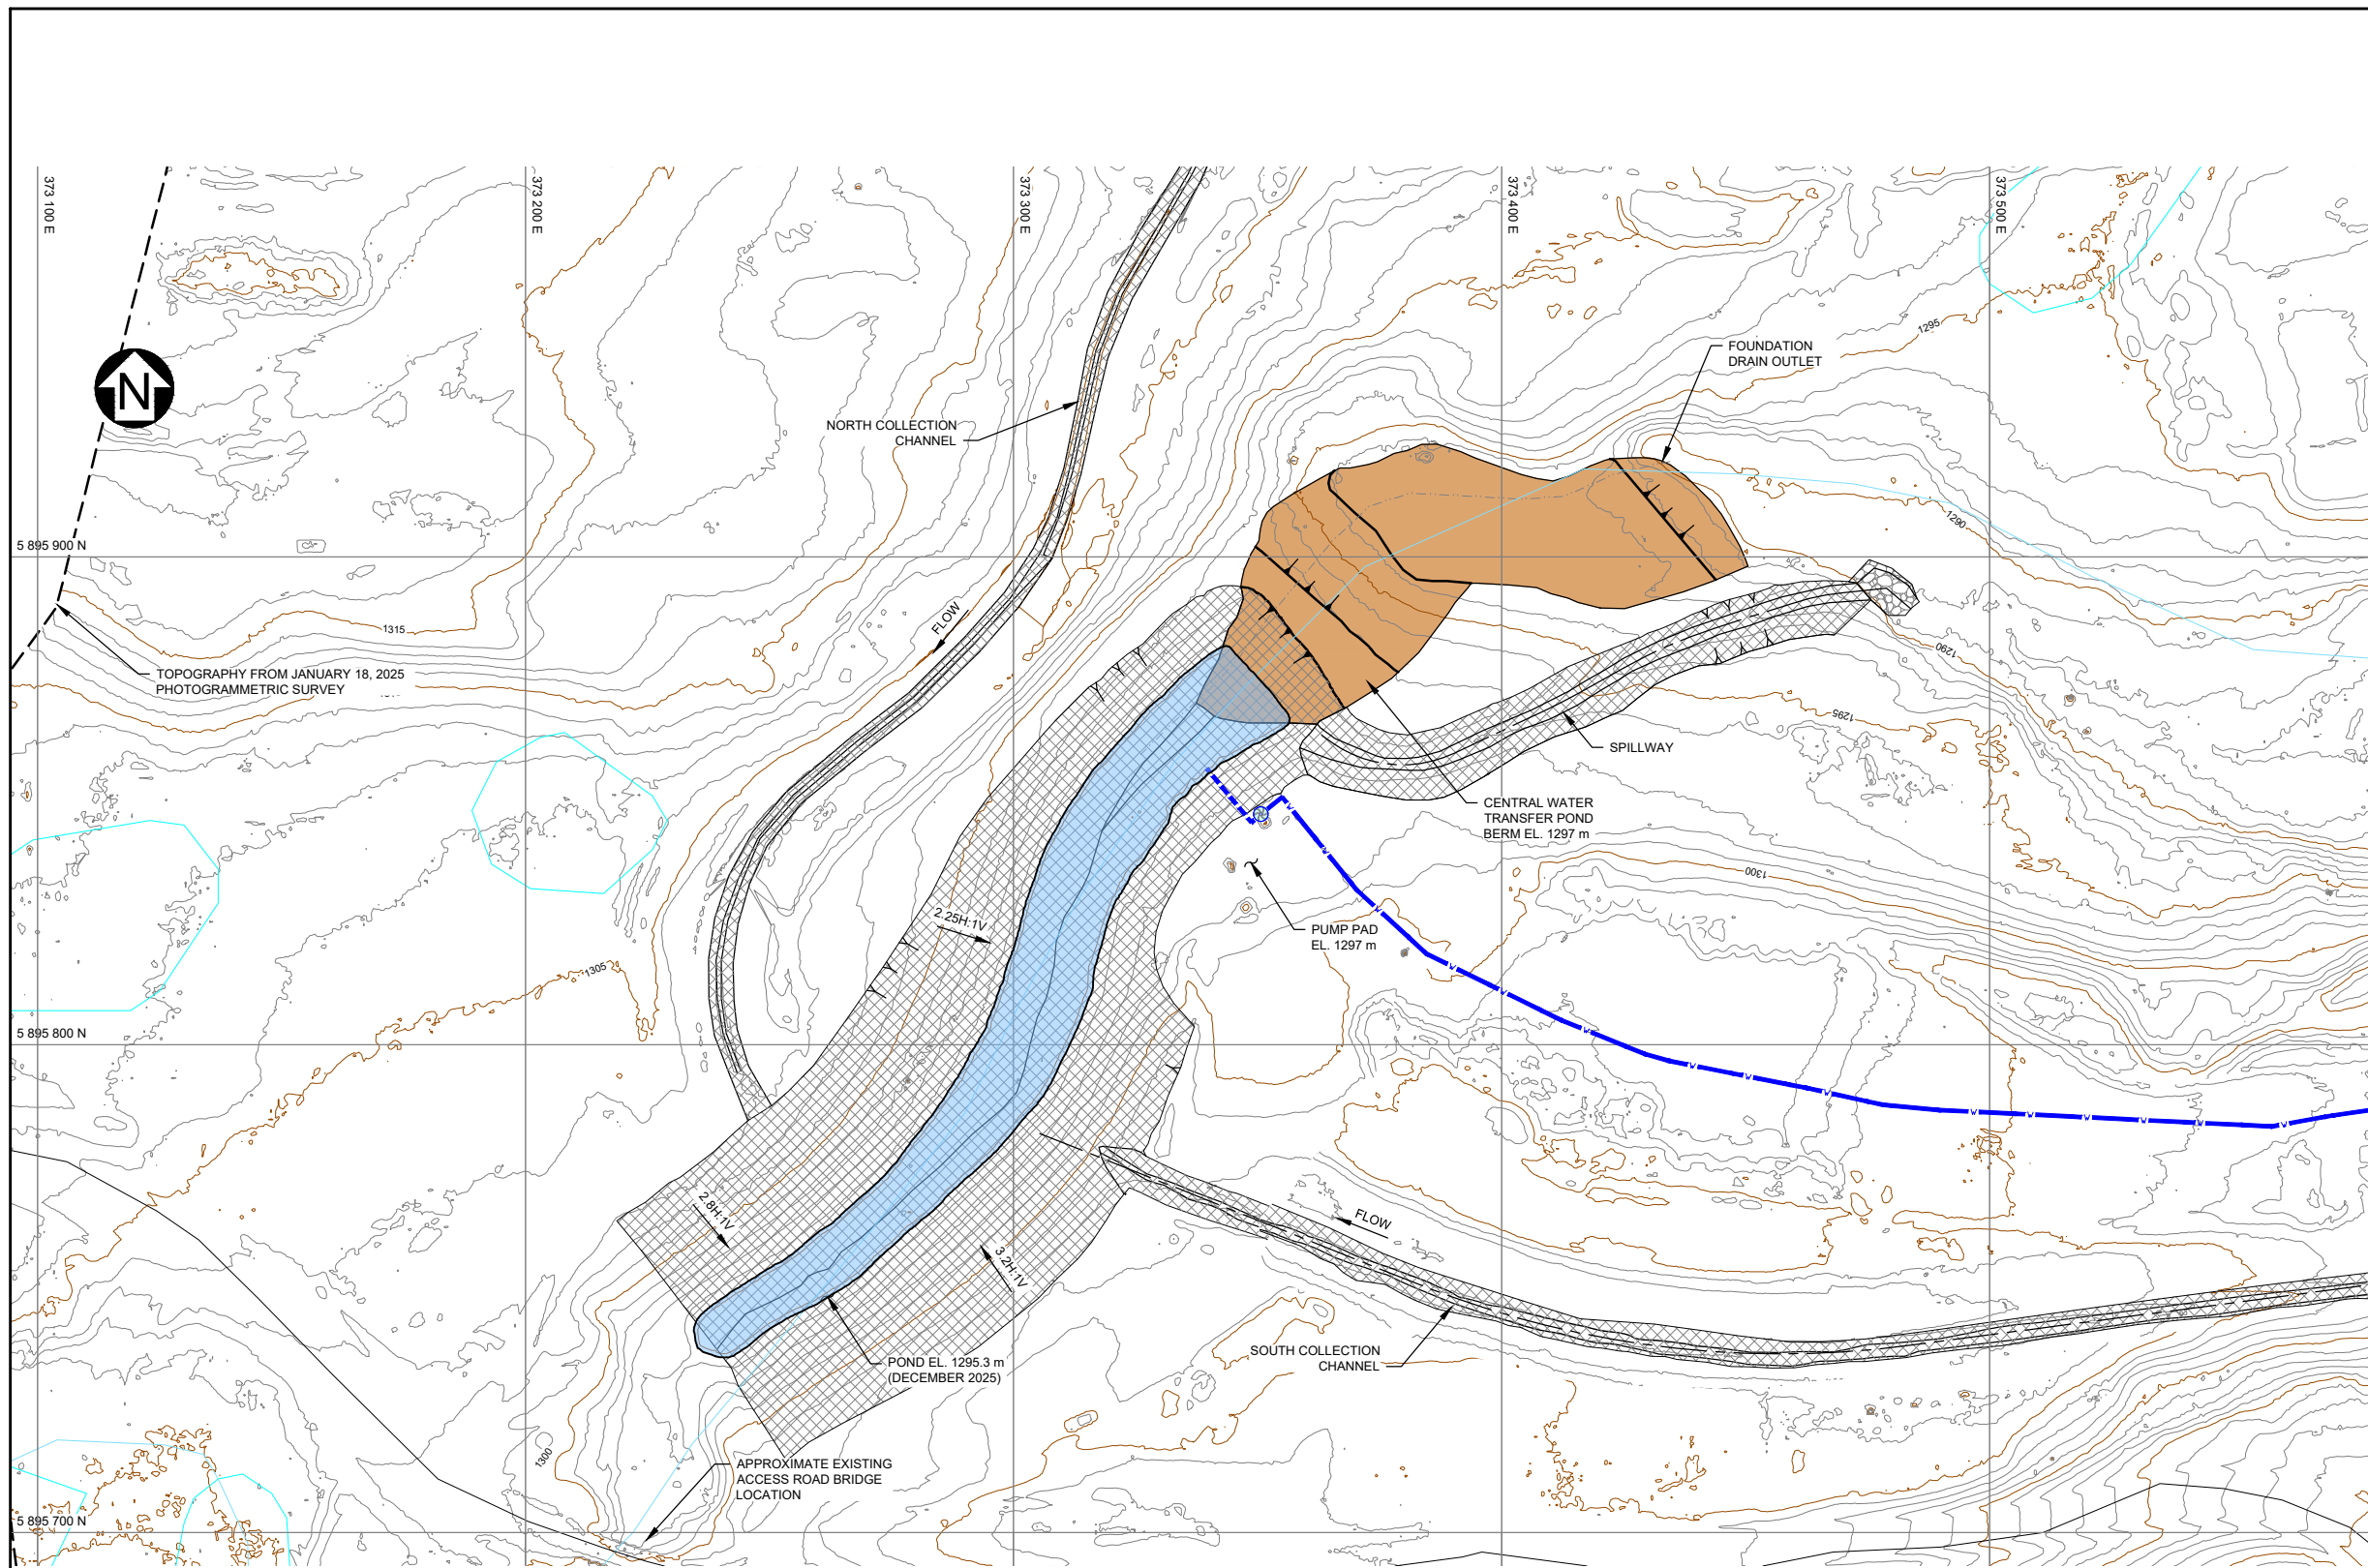 373 100 E
373 200 E
373 300 E
373 400 E
373 500 E
1295
FOUNDATION
DRAIN OUTLET
N
NORTH COLLECTION
CHANNEL
1290
5 895 900 N
FLOW
1315
1290
TOPOGRAPHY FROM JANUARY 18, 2025
PHOTOGRAMMETRIC SURVEY
1295
SPILLWAY
CENTRAL WATER
TRANSFER POND
BERM EL. 1297 m
1300
2.25H:1V
PUMP PAD
EL. 1297 m
1305
W
W
W
W
W
W
W
W
W
W
W
W
W
W
5 895 800 N
2.8H:1V
FLOW
3.2H:1V
SOUTH COLLECTION
CHANNEL
POND EL. 1295.3 m
(DECEMBER 2025)
1300
APPROXIMATE EXISTING
ACCESS ROAD BRIDGE
LOCATION
5 895 700 N